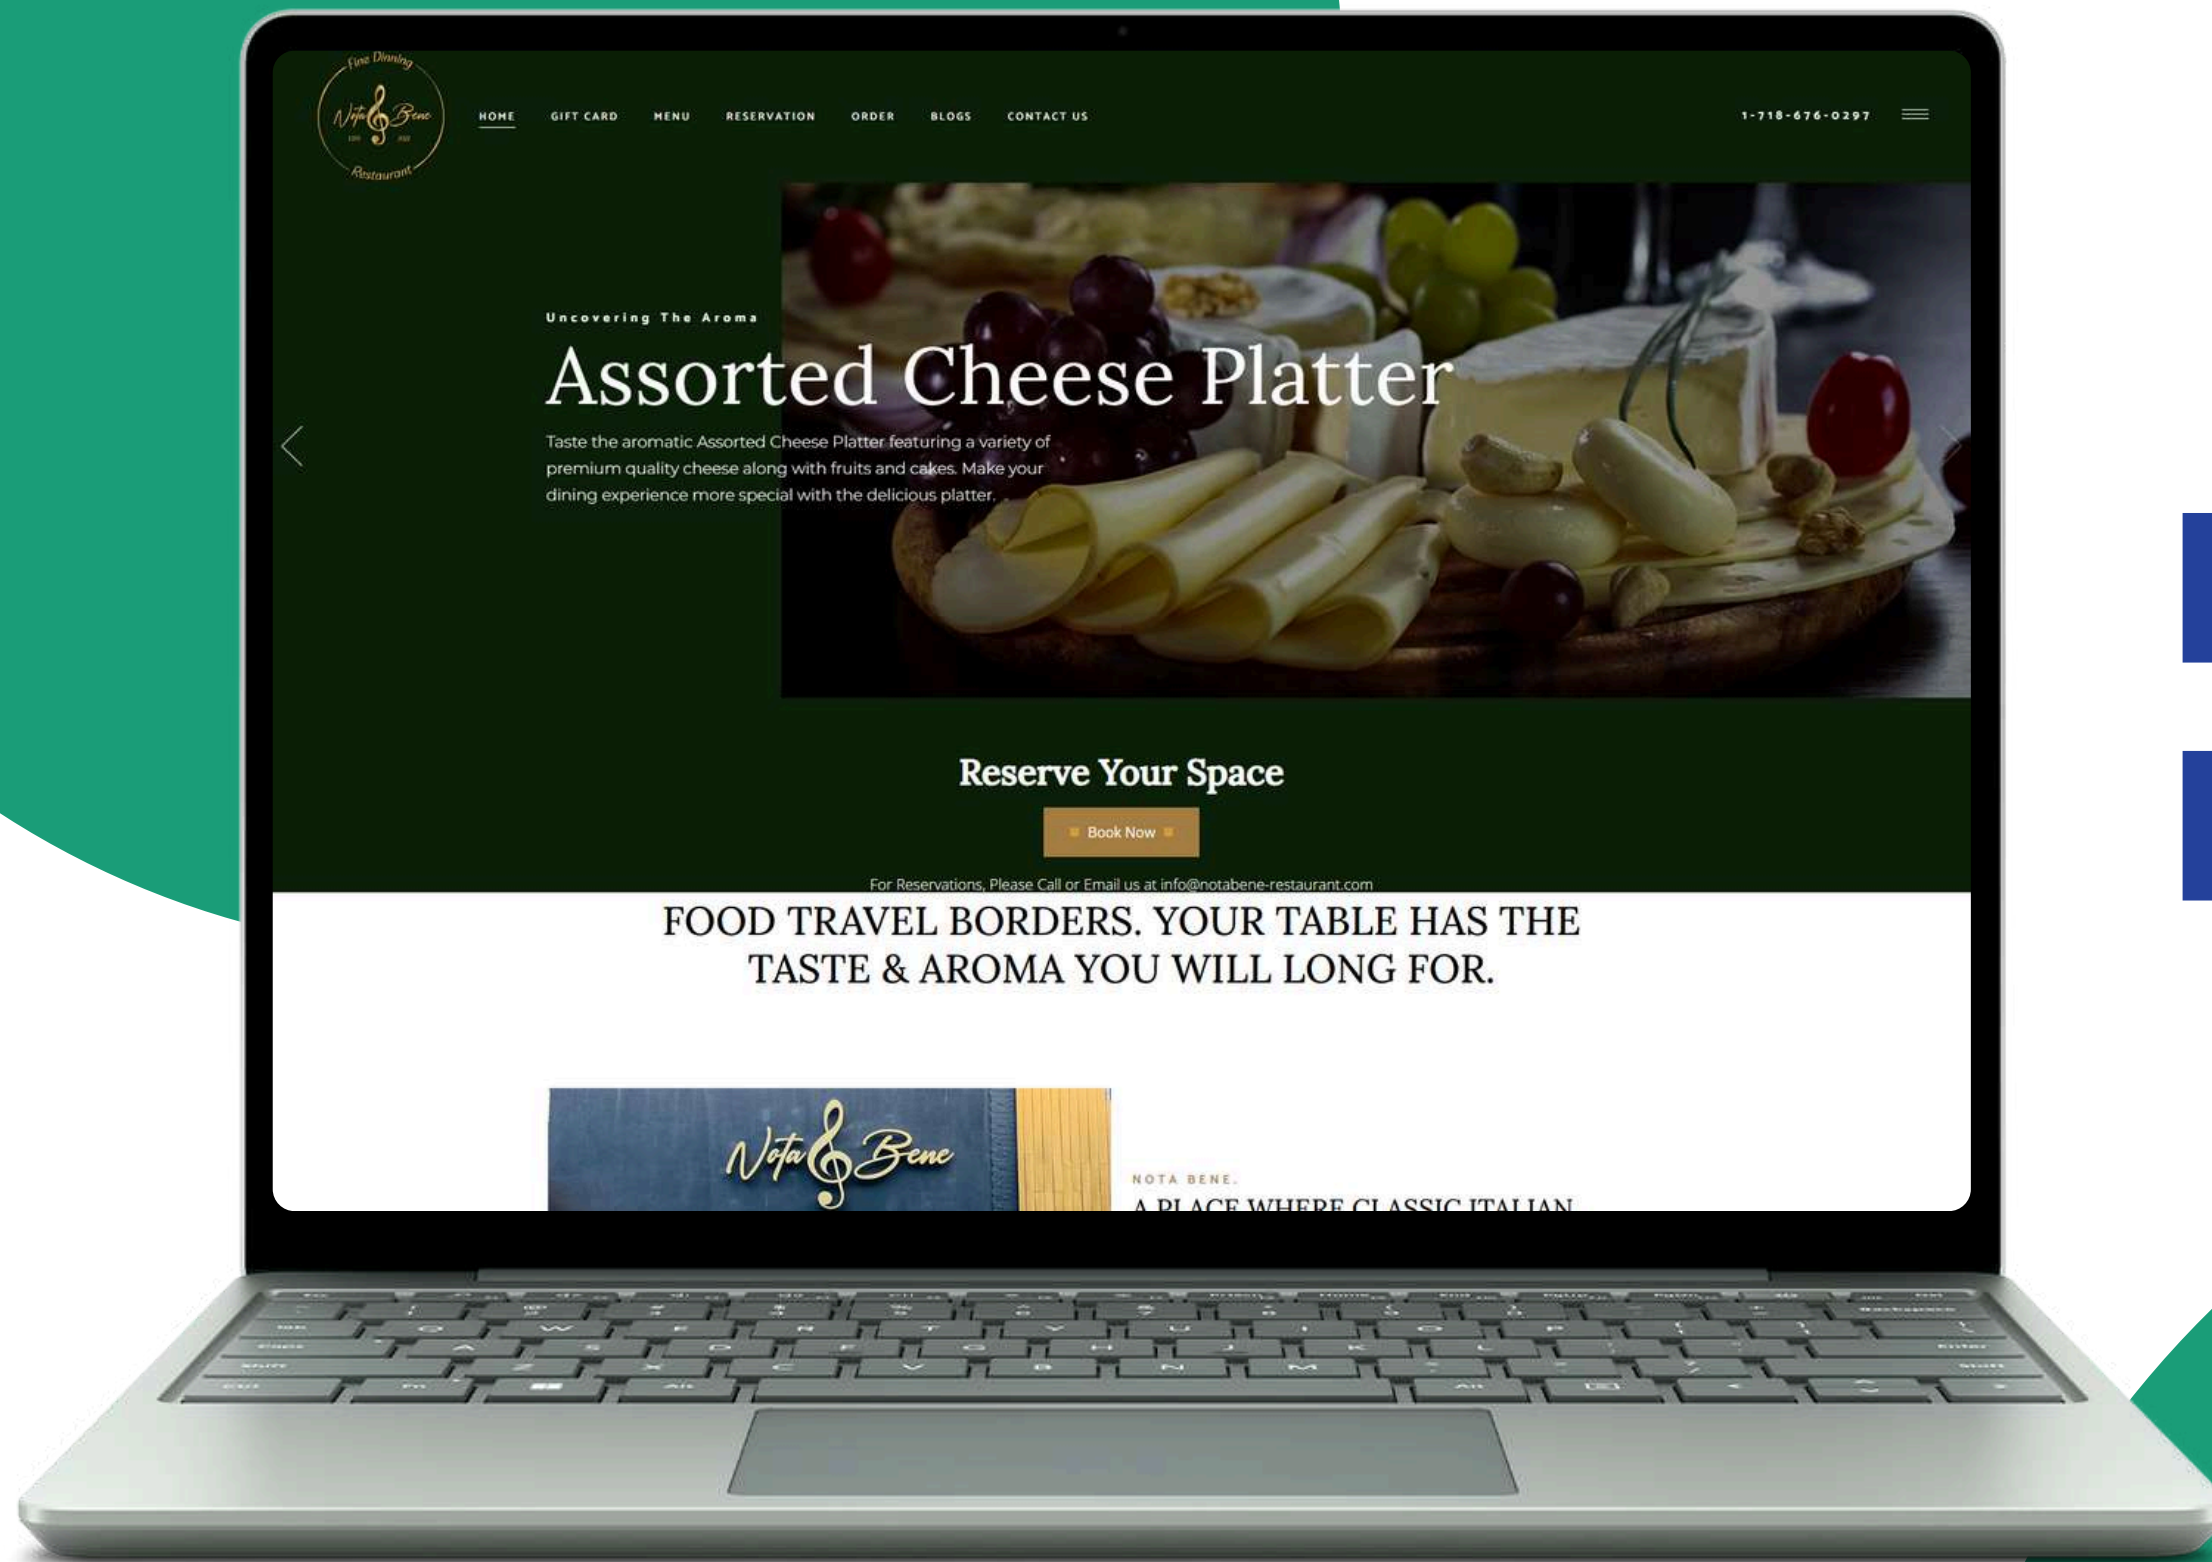 Fine Dinning
Nota Bene
Restaurant
HOME GIFT CARD MENU RESERVATION ORDER BLOGS CONTACT US
1-718-676-0297
Uncovering The Aroma
Assorted Cheese Platter
Taste the aromatic Assorted Cheese Platter featuring a variety of
premium quality cheese along with fruits and cakes. Make your
dining experience more special with the delicious platter.
Reserve Your Space
Book Now
For Reservations, Please Call or Email us at info@notabene-restaurant.com
FOOD TRAVEL BORDERS. YOUR TABLE HAS THE
TASTE & AROMA YOU WILL LONG FOR.
Nota Bene
NOTA BENE.
A PLACE WHERE CLASSIC ITALIAN